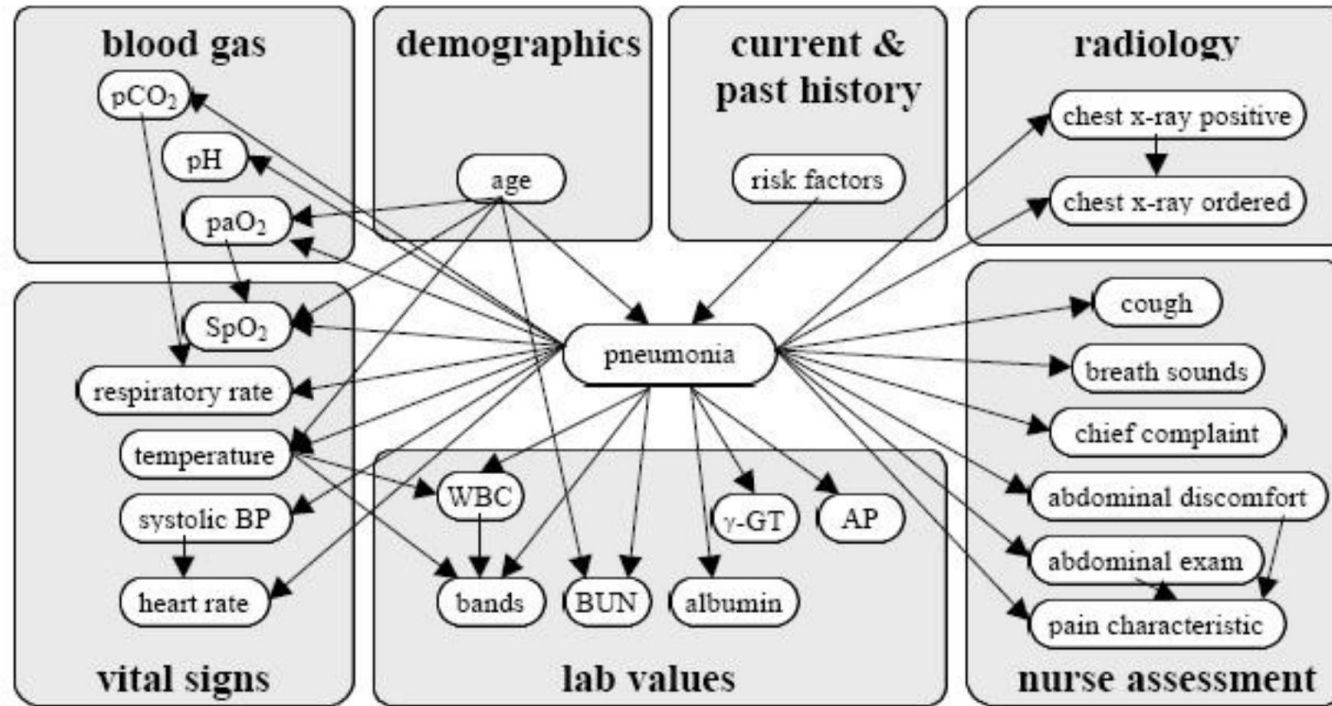 blood gas
pCO₂
pH
paO₂
demographics
age
current &
past history
risk factors
radiology
chest x-ray positive
chest x-ray ordered
pneumonia
SpO₂
respiratory rate
temperature
systolic BP
heart rate
vital signs
WBC
γ-GT
AP
bands
BUN
albumin
lab values
cough
breath sounds
chief complaint
abdominal discomfort
abdominal exam
pain characteristic
nurse assessment